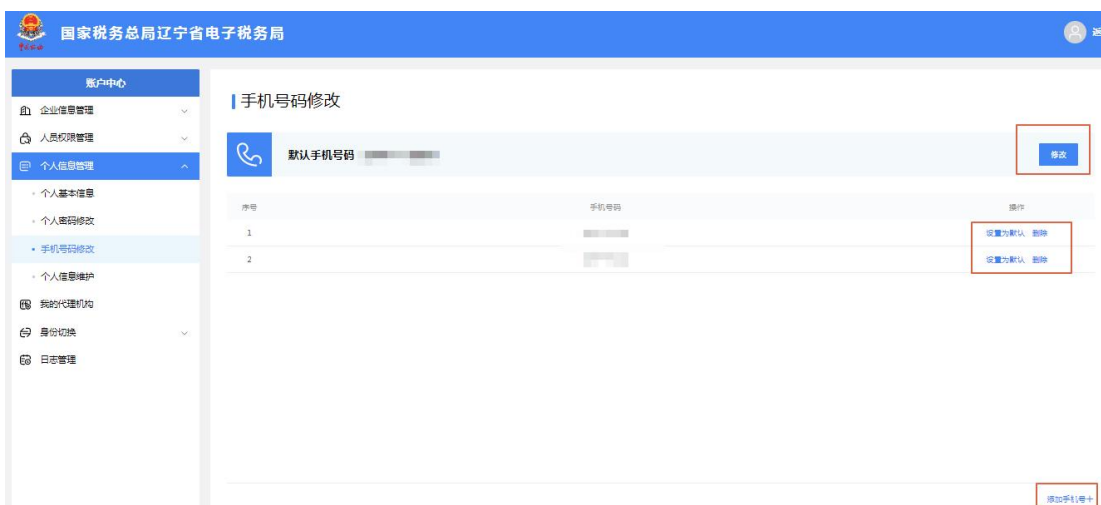 国家税务总局辽宁省电子税务局
账户中心
企业信息管理
人员权限管理
个人信息管理
个人基本信息
个人密码修改
手机号码修改
个人信息维护
我的代理机构
身份切换
日志管理
手机号码修改
默认手机号码
修改
序号 手机号码 操作
1 设置为默认 删除
2 设置为默认 删除
添加手机号+